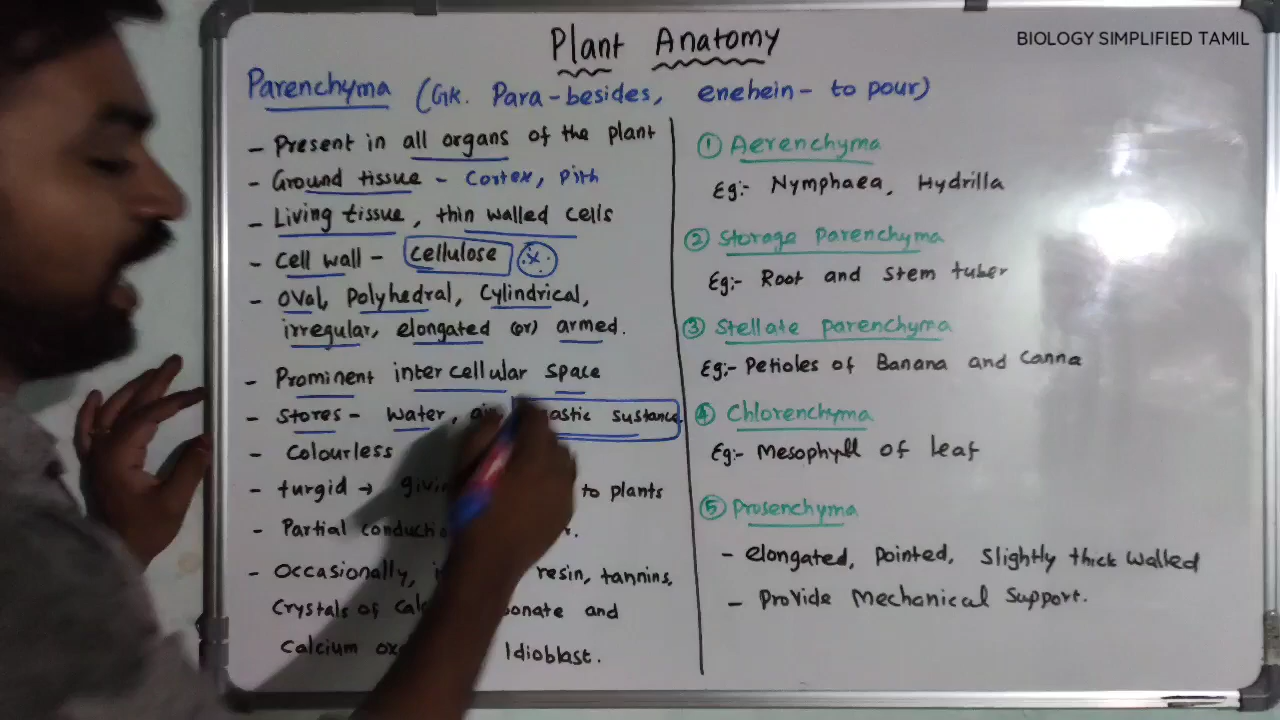 Plant Anatomy
BIOLOGY SIMPLIFIED TAMIL
Parenchyma (Gk. Para-besides, enehein- to pour)
- Present in all organs of the plant
- Ground tissue - Cortex, Pith
- Living tissue, thin walled cells
- Cell wall - Cellulose
- Oval, Polyhedral, Cylindrical,
irregular, elongated (or) armed.
- Prominent intercellular space
- Stores - Water, sustance
- Colourless
- turgid → to plants
- Partial
- Occasionally, resin, tannins,
Crystals of and
Calcium Idioblast.
① Aerenchyma
Eg:- Nymphaea, Hydrilla
② Storage Parenchyma
Eg:- Root and Stem tuber
③ Stellate parenchyma
Eg:- Petioles of Banana and Canna
④ Chlorenchyma
Eg:- Mesophyll of leaf
⑤ Prosenchyma
- elongated, Pointed, Slightly thick walled
- Provide Mechanical Support.